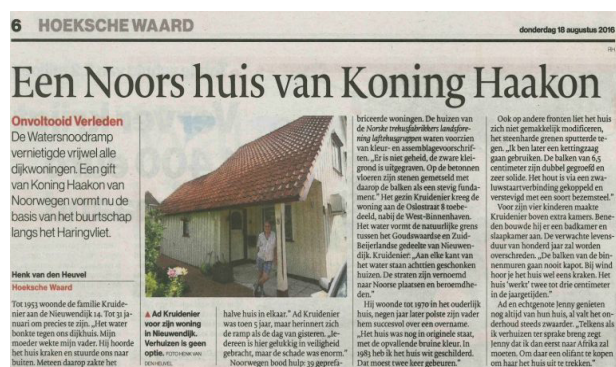 6 HOEKSCHE WAARD
donderdag 18 augustus 2016
Een Noors huis van Koning Haakon
Onvoltooid Verleden
De Watersnoodramp
vernietigde vrijwel alle
dijkwoningen. Een gift
van Koning Haakon van
Noorwegen vormt nu de
basis van het buurtschap
langs het Haringvliet.
Henk van den Heuvel
Hoeksche Waard
Tot 1953 woonde de familie Kruide-
nier aan de Nieuwendijk 14. Tot 31 ja-
nuari om precies te zijn. „Het water
bonkte tegen ons dijkhuis. Mijn
moeder wekte mijn vader. Hij hoorde
het huis kraken en stuurde ons naar
buiten. Meteen daarop zakte het
▲ Ad Kruidenier
voor zijn woning
in Nieuwendijk.
Verhuizen is geen
optie. FOTO HENK VAN
DEN HEUVEL
halve huis in elkaar.” Ad Kruidenier
was toen 5 jaar, maar herinnert zich
de ramp als de dag van gisteren. „Ie-
dereen is hier gelukkig in veiligheid
gebracht, maar de schade was enorm.”
Noorwegen bood hulp: 39 geprefa-
briceerde woningen. De huizen van
de Norske trehusfabrikkers landsforre-
ning laftehusgruppen waren voorzien
van kleur- en assemblagevoorschrif-
ten. „Er is niet geheid, de zware klei-
grond is uitgegraven. Op de betonnen
vloeren zijn stenen gemetseld met
daarop de balken als een stevig funda-
ment.” Het gezin Kruidenier kreeg de
woning aan de Oslostraat 8 toebe-
deeld, nabij de West-Binnenhaven.
Het water vormt de natuurlijke grens
tussen het Goudswaardse en Zuid-
Beijerlandse gedeelte van Nieuwen-
dijk. Kruidenier: „Aan elke kant van
het water staan achttien geschonken
huizen. De straten zijn vernoemd
naar Noorse plaatsen en beroemdhe-
den.”
Hij woonde tot 1970 in het ouderlijk
huis, negen jaar later polste zijn vader
hem succesvol over een overname.
„Het huis was nog in originele staat,
met de opvallende bruine kleur. In
1983 heb ik het huis wit geschilderd.
Dat moest twee keer gebeuren.”
Ook op andere fronten liet het huis
zich niet gemakkelijk modificeren,
het steenharde grenen sputterde te-
gen. „Ik ben later een kettingzaag
gaan gebruiken. De balken van 6,5
centimeter zijn dubbel gegroefd en
zeer solide. Het hout is via een zwa-
luwstaartverbinding gekoppeld en
verstevigd met een soort bezemsteel.”
Voor zijn vier kinderen maakte
Kruidenier boven extra kamers. Bene-
den bouwde hij er een badkamer en
slaapkamer aan. De verwachte levens-
duur van honderd jaar zal worden
overschreden. „De balken van de bin-
nenmuren gaan nooit kapot. Bij wind
hoor je het huis wel eens kraken. Het
huis ‘werkt’ twee tot drie centimeter
in de jaargetijden.”
Ad en echtgenote Jenny genieten
nog altijd van hun huis, al valt het on-
derhoud steeds zwaarder. „Telkens als
ik verhuizen ter sprake breng zegt
Jenny dat ik dan eerst naar Afrika zal
moeten. Om daar een olifant te kopen
om haar het huis uit te trekken.”